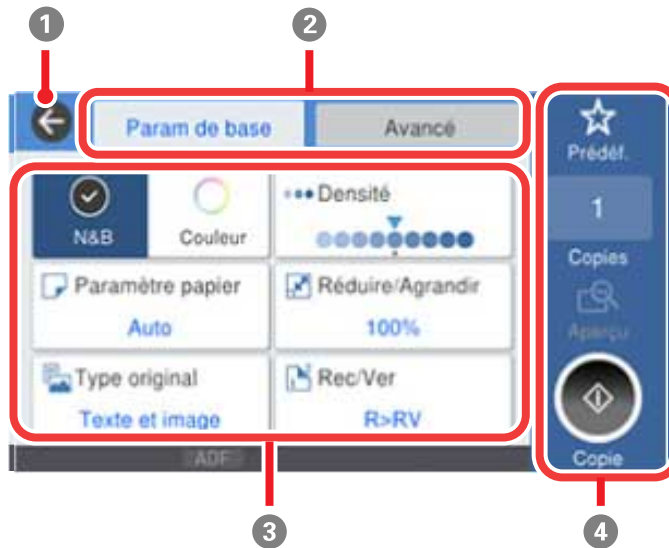 1
2
Param de base
Avancé
Prédéf.
1
Copies
Aperçu
Copie
N&B
Couleur
Densité
Paramètre papier
Auto
Réduire/Agrandir
100%
Type original
Texte et image
Rec/Ver
R>RV
ADF
3
4